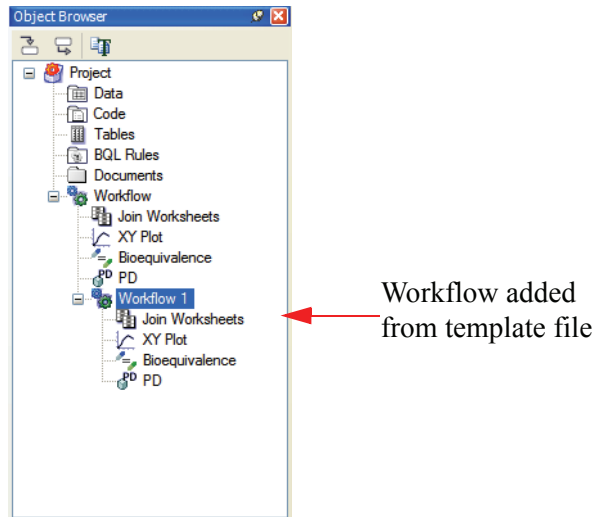 Object Browser
Project
Data
Code
Tables
BQL Rules
Documents
Workflow
Join Worksheets
XY Plot
Bioequivalence
PD PD
Workflow 1
Join Worksheets
XY Plot
Bioequivalence
PD PD
Workflow added
from template file